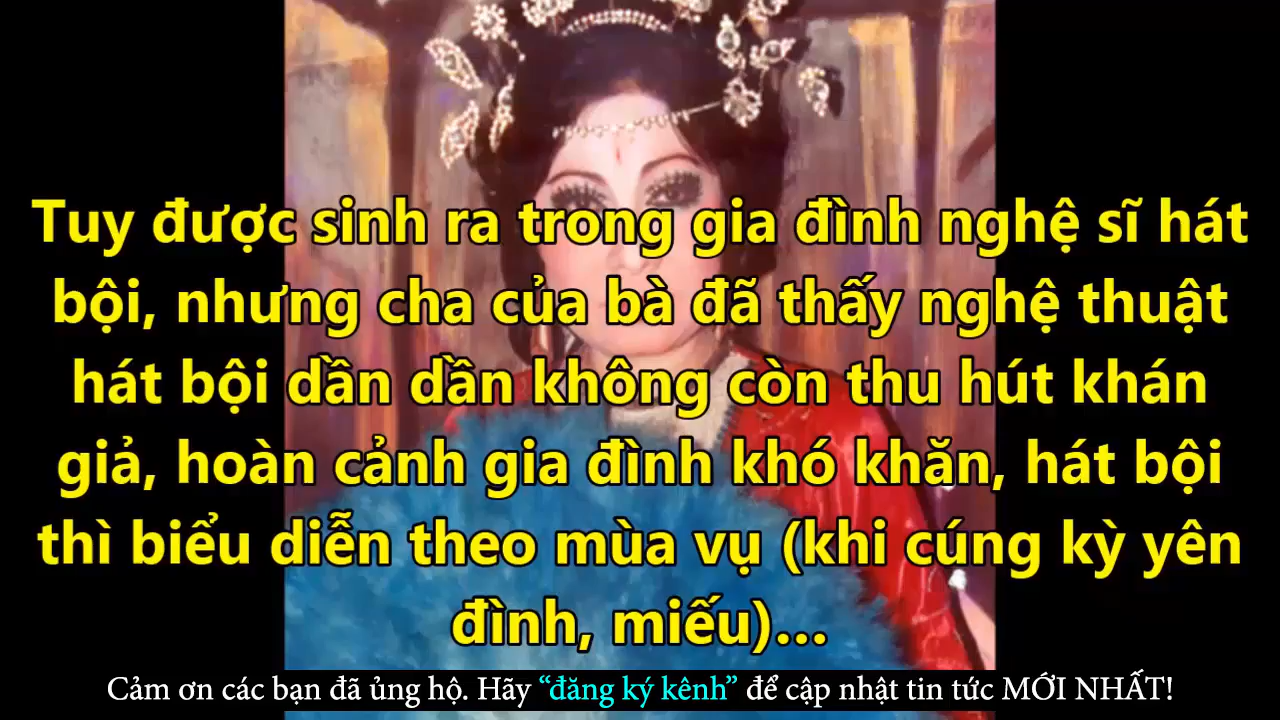 Tuy được sinh ra trong gia đình nghệ sĩ hát
bội, nhưng cha của bà đã thấy nghệ thuật
hát bội dần dần không còn thu hút khán
giả, hoàn cảnh gia đình khó khăn, hát bội
thì biểu diễn theo mùa vụ (khi cúng kỳ yên
đình, miếu)...
Cảm ơn các bạn đã ủng hộ. Hãy “đăng ký kênh” để cập nhật tin tức MỚI NHẤT!